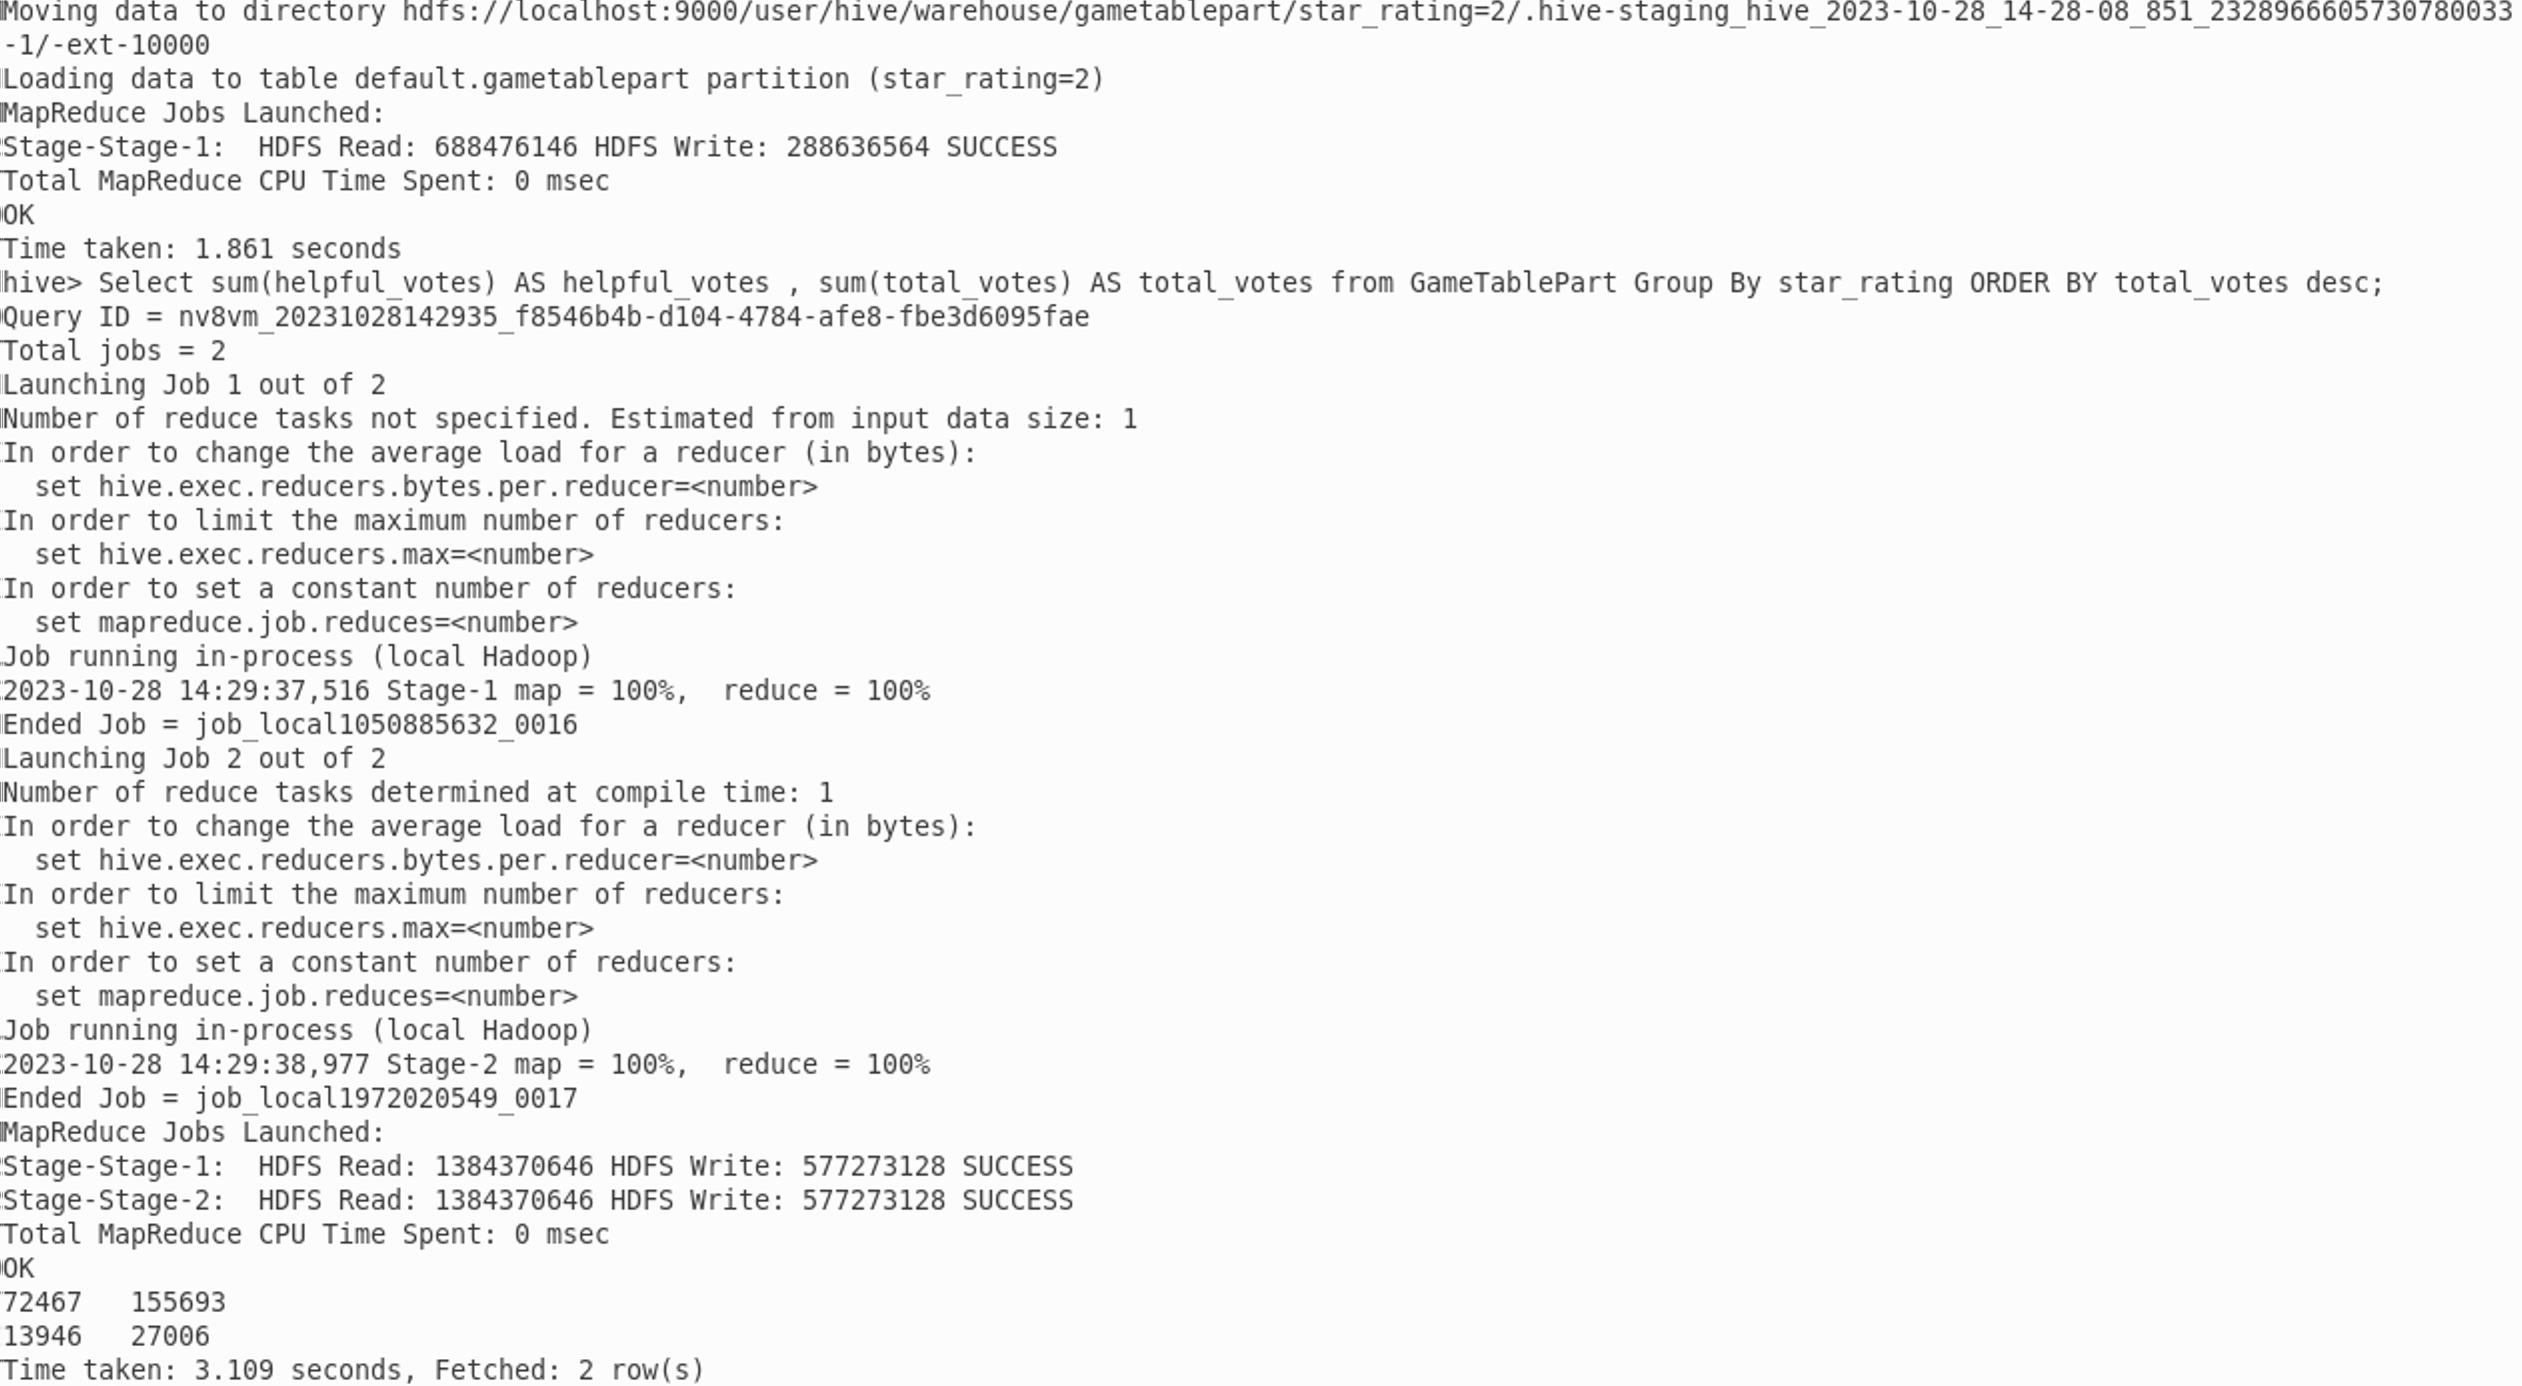 Moving data to directory hdfs://localhost:9000/user/hive/warehouse/gametablepart/star_rating=2/.hive-staging_hive_2023-10-28_14-28-08_851_2328966605730780033
-1/-ext-10000
Loading data to table default.gametablepart partition (star_rating=2)
MapReduce Jobs Launched:
Stage-Stage-1:  HDFS Read: 688476146 HDFS Write: 288636564 SUCCESS
Total MapReduce CPU Time Spent: 0 msec
OK
Time taken: 1.861 seconds
hive> Select sum(helpful_votes) AS helpful_votes , sum(total_votes) AS total_votes from GameTablePart Group By star_rating ORDER BY total_votes desc;
Query ID = nv8vm_20231028142935_f8546b4b-d104-4784-afe8-fbe3d6095fae
Total jobs = 2
Launching Job 1 out of 2
Number of reduce tasks not specified. Estimated from input data size: 1
In order to change the average load for a reducer (in bytes):
  set hive.exec.reducers.bytes.per.reducer=<number>
In order to limit the maximum number of reducers:
  set hive.exec.reducers.max=<number>
In order to set a constant number of reducers:
  set mapreduce.job.reduces=<number>
Job running in-process (local Hadoop)
2023-10-28 14:29:37,516 Stage-1 map = 100%,  reduce = 100%
Ended Job = job_local1050885632_0016
Launching Job 2 out of 2
Number of reduce tasks determined at compile time: 1
In order to change the average load for a reducer (in bytes):
  set hive.exec.reducers.bytes.per.reducer=<number>
In order to limit the maximum number of reducers:
  set hive.exec.reducers.max=<number>
In order to set a constant number of reducers:
  set mapreduce.job.reduces=<number>
Job running in-process (local Hadoop)
2023-10-28 14:29:38,977 Stage-2 map = 100%,  reduce = 100%
Ended Job = job_local1972020549_0017
MapReduce Jobs Launched:
Stage-Stage-1:  HDFS Read: 1384370646 HDFS Write: 577273128 SUCCESS
Stage-Stage-2:  HDFS Read: 1384370646 HDFS Write: 577273128 SUCCESS
Total MapReduce CPU Time Spent: 0 msec
OK
72467   155693
13946   27006
Time taken: 3.109 seconds, Fetched: 2 row(s)